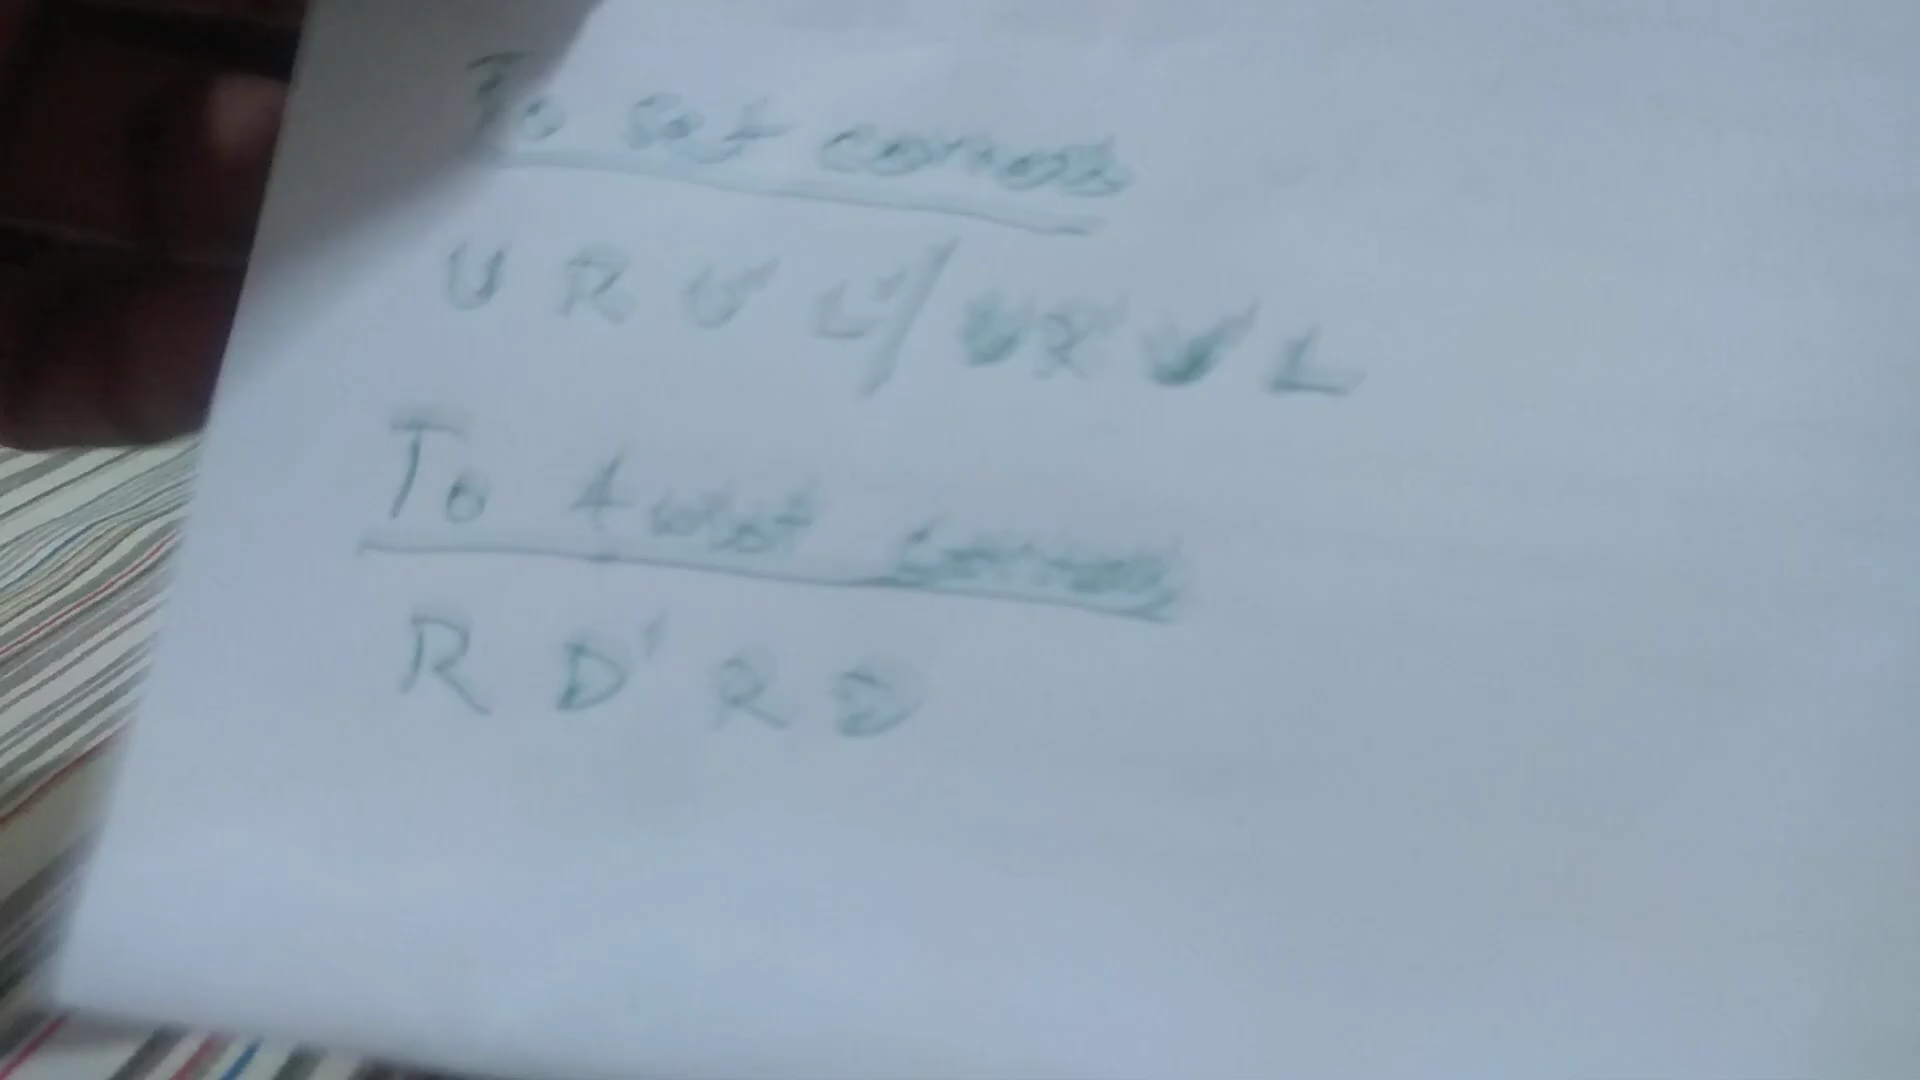 To set corners
U R U' L' / U R' U' L
To twist corners
R D' R D